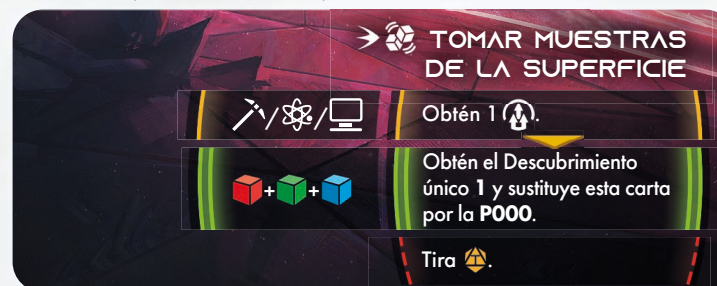 TOMAR MUESTRAS
DE LA SUPERFICIE
/ /
Obtén 1 .
+ +
Obtén el Descubrimiento
único 1 y sustituye esta carta
por la P000.
Tira .